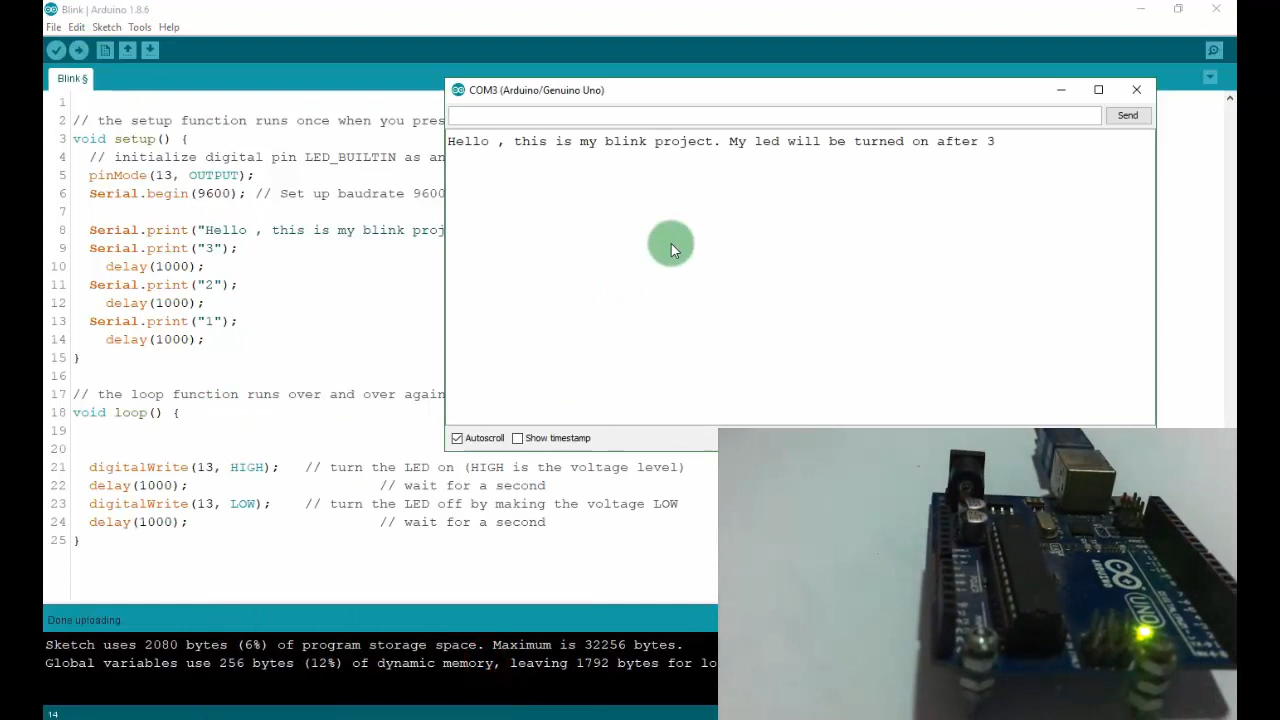 Blink | Arduino 1.8.6
File Edit Sketch Tools Help
Blink §
1
2 // the setup function runs once when you pres
3 void setup() {
4 // initialize digital pin LED_BUILTIN as an
5 pinMode(13, OUTPUT);
6 Serial.begin(9600); // Set up baudrate 9600
7
8 Serial.print("Hello , this is my blink proj
9 Serial.print("3");
10 delay(1000);
11 Serial.print("2");
12 delay(1000);
13 Serial.print("1");
14 delay(1000);
15 }
16
17 // the loop function runs over and over again
18 void loop() {
19
20
21 digitalWrite(13, HIGH); // turn the LED on (HIGH is the voltage level)
22 delay(1000); // wait for a second
23 digitalWrite(13, LOW); // turn the LED off by making the voltage LOW
24 delay(1000); // wait for a second
25 }
COM3 (Arduino/Genuino Uno)
Send
Hello , this is my blink project. My led will be turned on after 3
Autoscroll Show timestamp
Done uploading.
Sketch uses 2080 bytes (6%) of program storage space. Maximum is 32256 bytes.
Global variables use 256 bytes (12%) of dynamic memory, leaving 1792 bytes for lo
14
UNO
ARDUINO